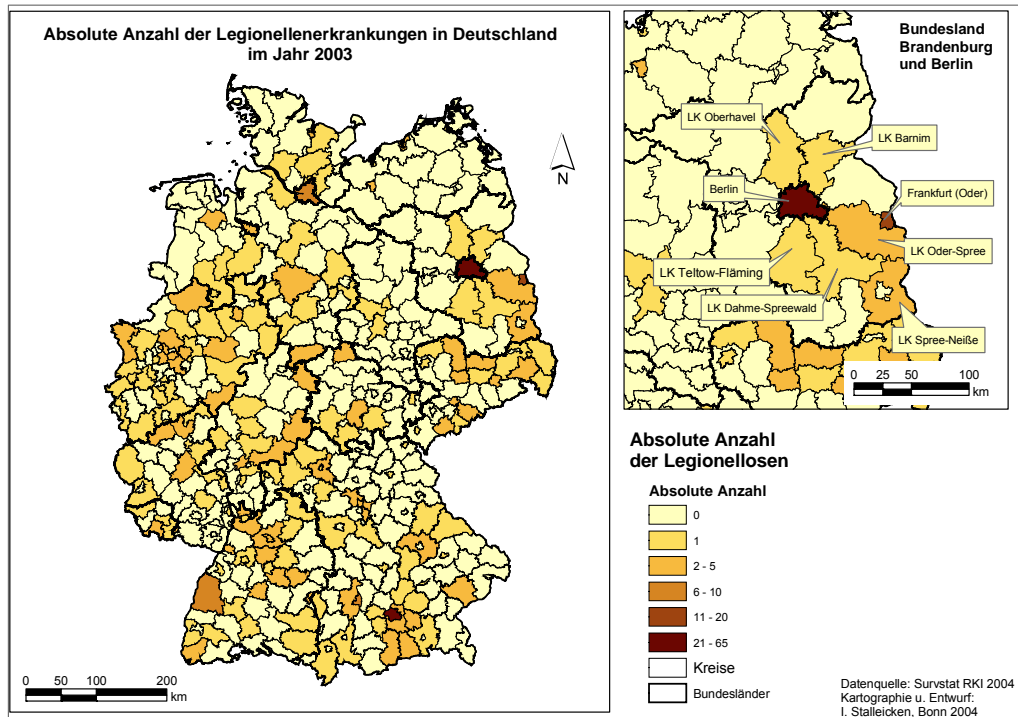 Absolute Anzahl der Legionellenerkrankungen in Deutschland
im Jahr 2003
N
0 50 100 200
km
Bundesland
Brandenburg
und Berlin
LK Oberhavel
LK Barnim
Berlin
Frankfurt (Oder)
LK Oder-Spree
LK Teltow-Fläming
LK Dahme-Spreewald
LK Spree-Neiße
0 25 50 100
km
Absolute Anzahl
der Legionellosen
Absolute Anzahl
0
1
2 - 5
6 - 10
11 - 20
21 - 65
Kreise
Bundesländer
Datenquelle: Survstat RKI 2004
Kartographie u. Entwurf:
I. Stalleicken, Bonn 2004